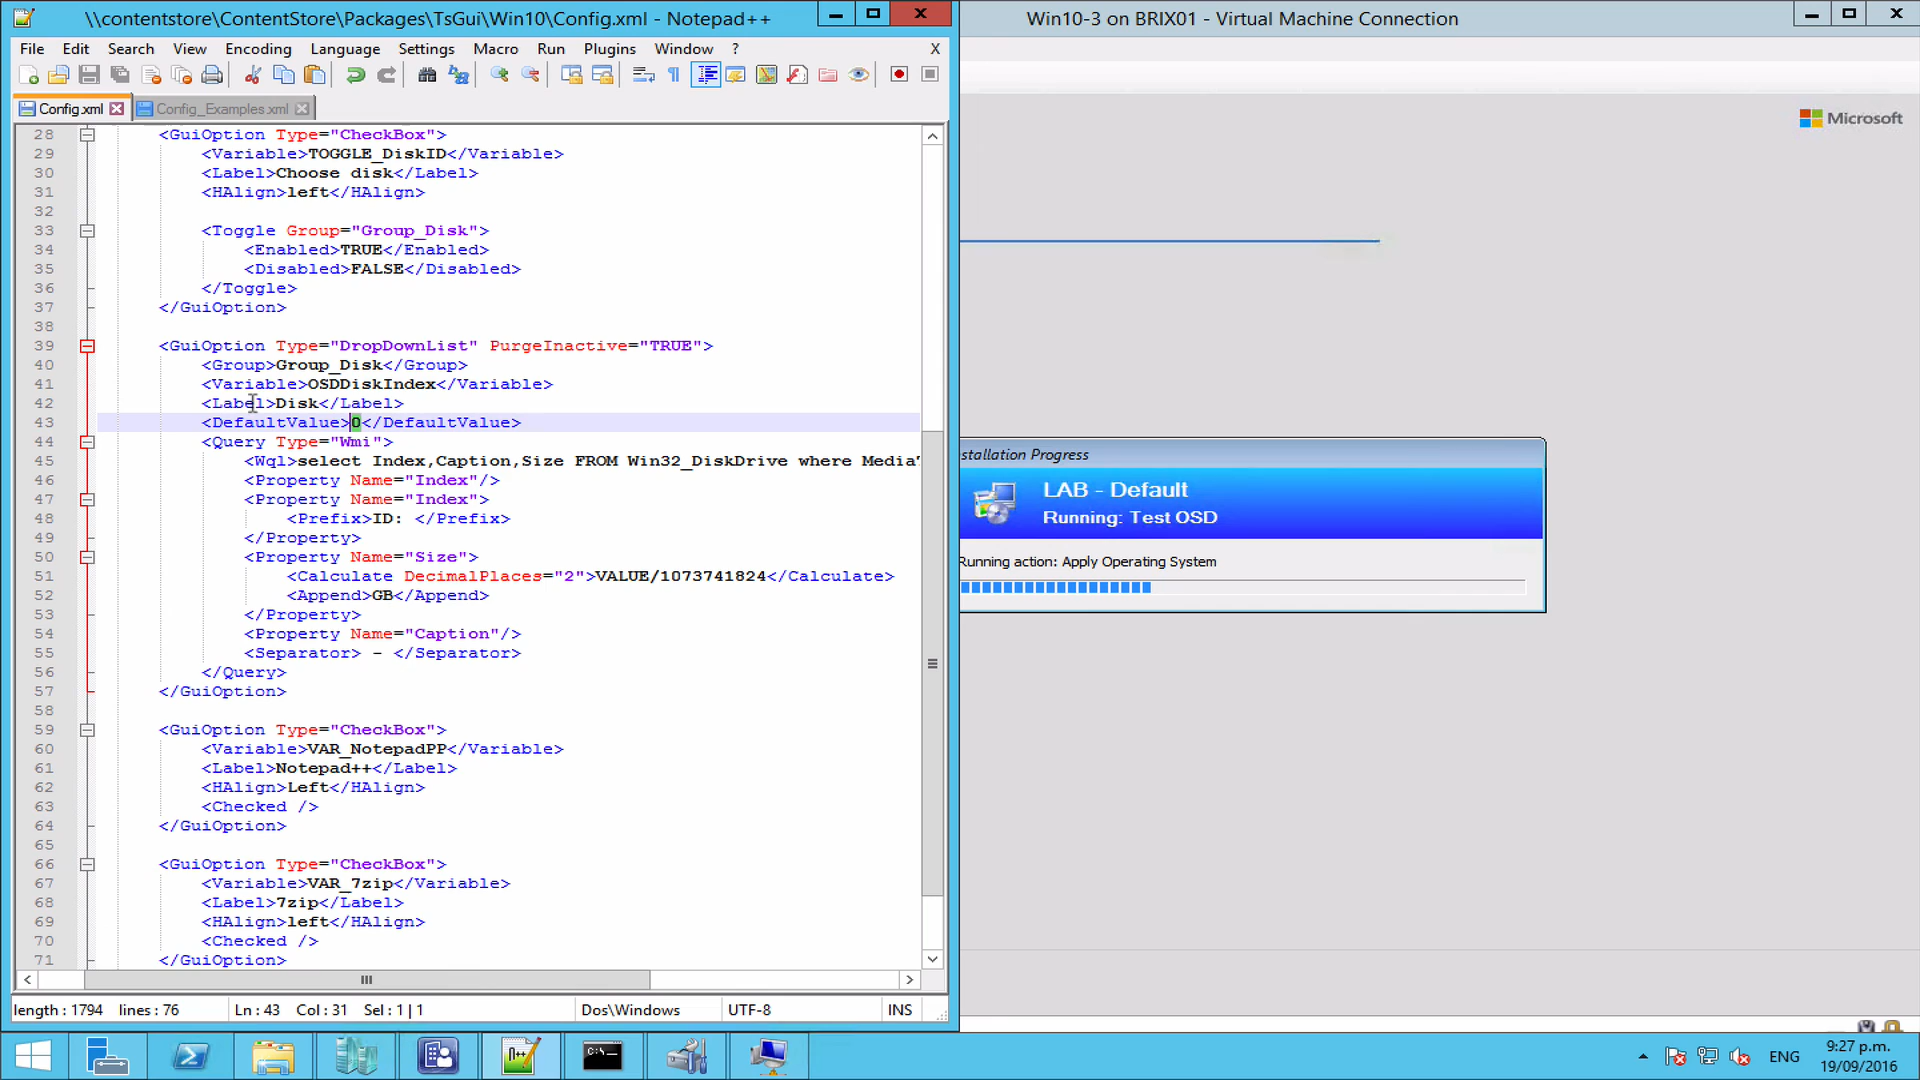 \\contentstore\ContentStore\Packages\TsGui\Win10\Config.xml - Notepad++
Win10-3 on BRIX01 - Virtual Machine Connection
File Edit Search View Encoding Language Settings Macro Run Plugins Window ? X
Config.xml Config_Examples.xml
Microsoft
28 <GuiOption Type="CheckBox">
29 <Variable>TOGGLE_DiskID</Variable>
30 <Label>Choose disk</Label>
31 <HAlign>left</HAlign>
32
33 <Toggle Group="Group_Disk">
34 <Enabled>TRUE</Enabled>
35 <Disabled>FALSE</Disabled>
36 </Toggle>
37 </GuiOption>
38
39 <GuiOption Type="DropDownList" PurgeInactive="TRUE">
40 <Group>Group_Disk</Group>
41 <Variable>OSDDiskIndex</Variable>
42 <Label>Disk</Label>
43 <DefaultValue>0</DefaultValue>
44 <Query Type="Wmi">
45 <Wql>select Index,Caption,Size FROM Win32_DiskDrive where Media
46 <Property Name="Index"/>
47 <Property Name="Index">
48 <Prefix>ID: </Prefix>
49 </Property>
50 <Property Name="Size">
51 <Calculate DecimalPlaces="2">VALUE/1073741824</Calculate>
52 <Append>GB</Append>
53 </Property>
54 <Property Name="Caption"/>
55 <Separator> - </Separator>
56 </Query>
57 </GuiOption>
58
59 <GuiOption Type="CheckBox">
60 <Variable>VAR_NotepadPP</Variable>
61 <Label>Notepad++</Label>
62 <HAlign>Left</HAlign>
63 <Checked />
64 </GuiOption>
65
66 <GuiOption Type="CheckBox">
67 <Variable>VAR_7zip</Variable>
68 <Label>7zip</Label>
69 <HAlign>left</HAlign>
70 <Checked />
71 </GuiOption>
stallation Progress
LAB - Default
Running: Test OSD
Running action: Apply Operating System
length : 1794 lines : 76 Ln : 43 Col : 31 Sel : 1 | 1 Dos\Windows UTF-8 INS
ENG
9:27 p.m.
19/09/2016